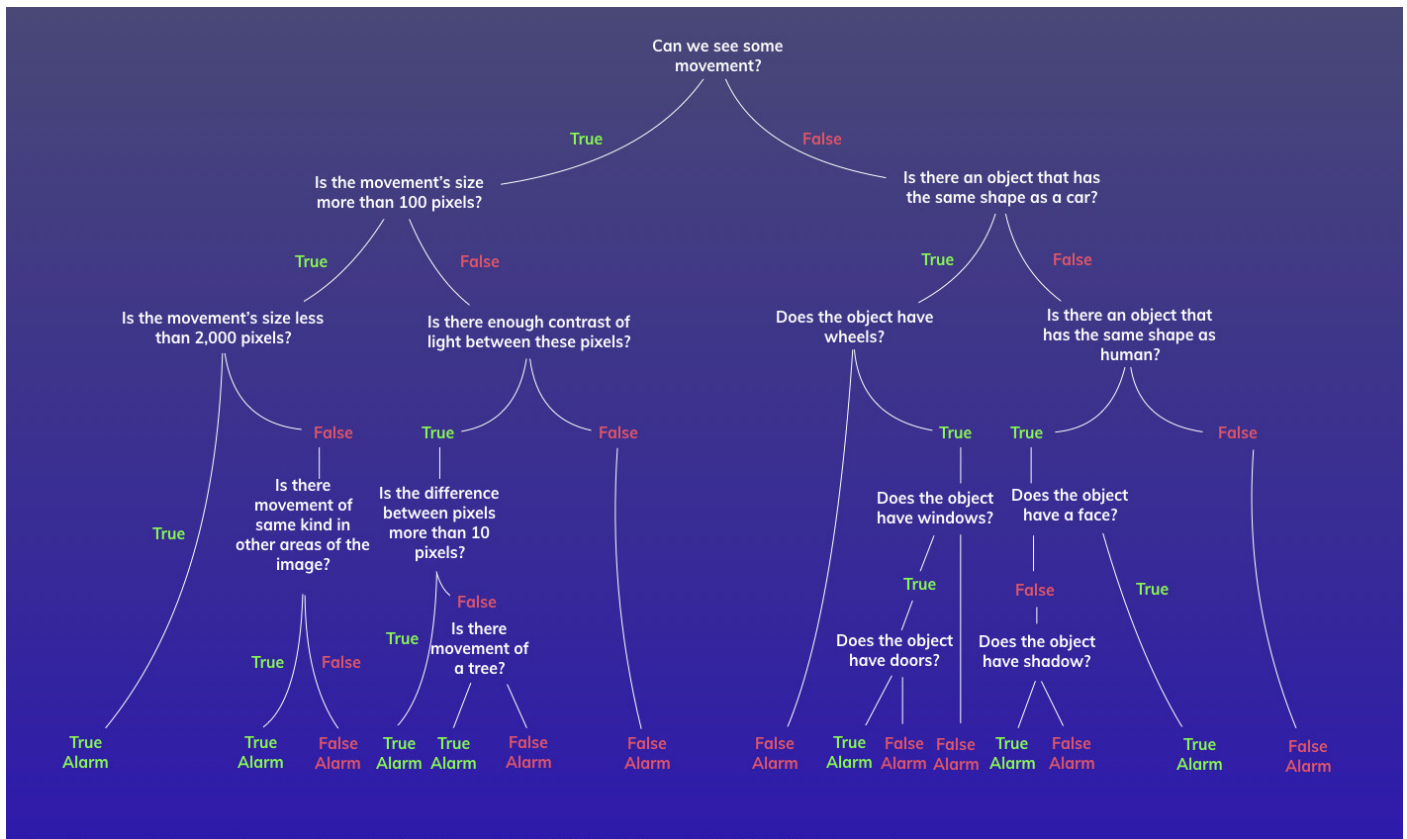 Can we see some
movement?
True
False
Is the movement's size
more than 100 pixels?
Is there an object that has
the same shape as a car?
True
False
True
False
Is the movement's size less
than 2,000 pixels?
Is there enough contrast of
light between these pixels?
Does the object have
wheels?
Is there an object that
has the same shape as
human?
False
True
False
True
True
False
Is there
movement of
same kind in
other areas of the
image?
Is the difference
between pixels
more than 10
pixels?
Does the object
have windows?
Does the object
have a face?
True
True
False
True
False
Is there
movement of
a tree?
True
Does the object
have doors?
Does the object
have shadow?
True
False
True
Alarm
True
Alarm
False
Alarm
True
Alarm
True
Alarm
False
Alarm
False
Alarm
False
Alarm
True
Alarm
False
Alarm
False
Alarm
True
Alarm
False
Alarm
True
Alarm
False
Alarm